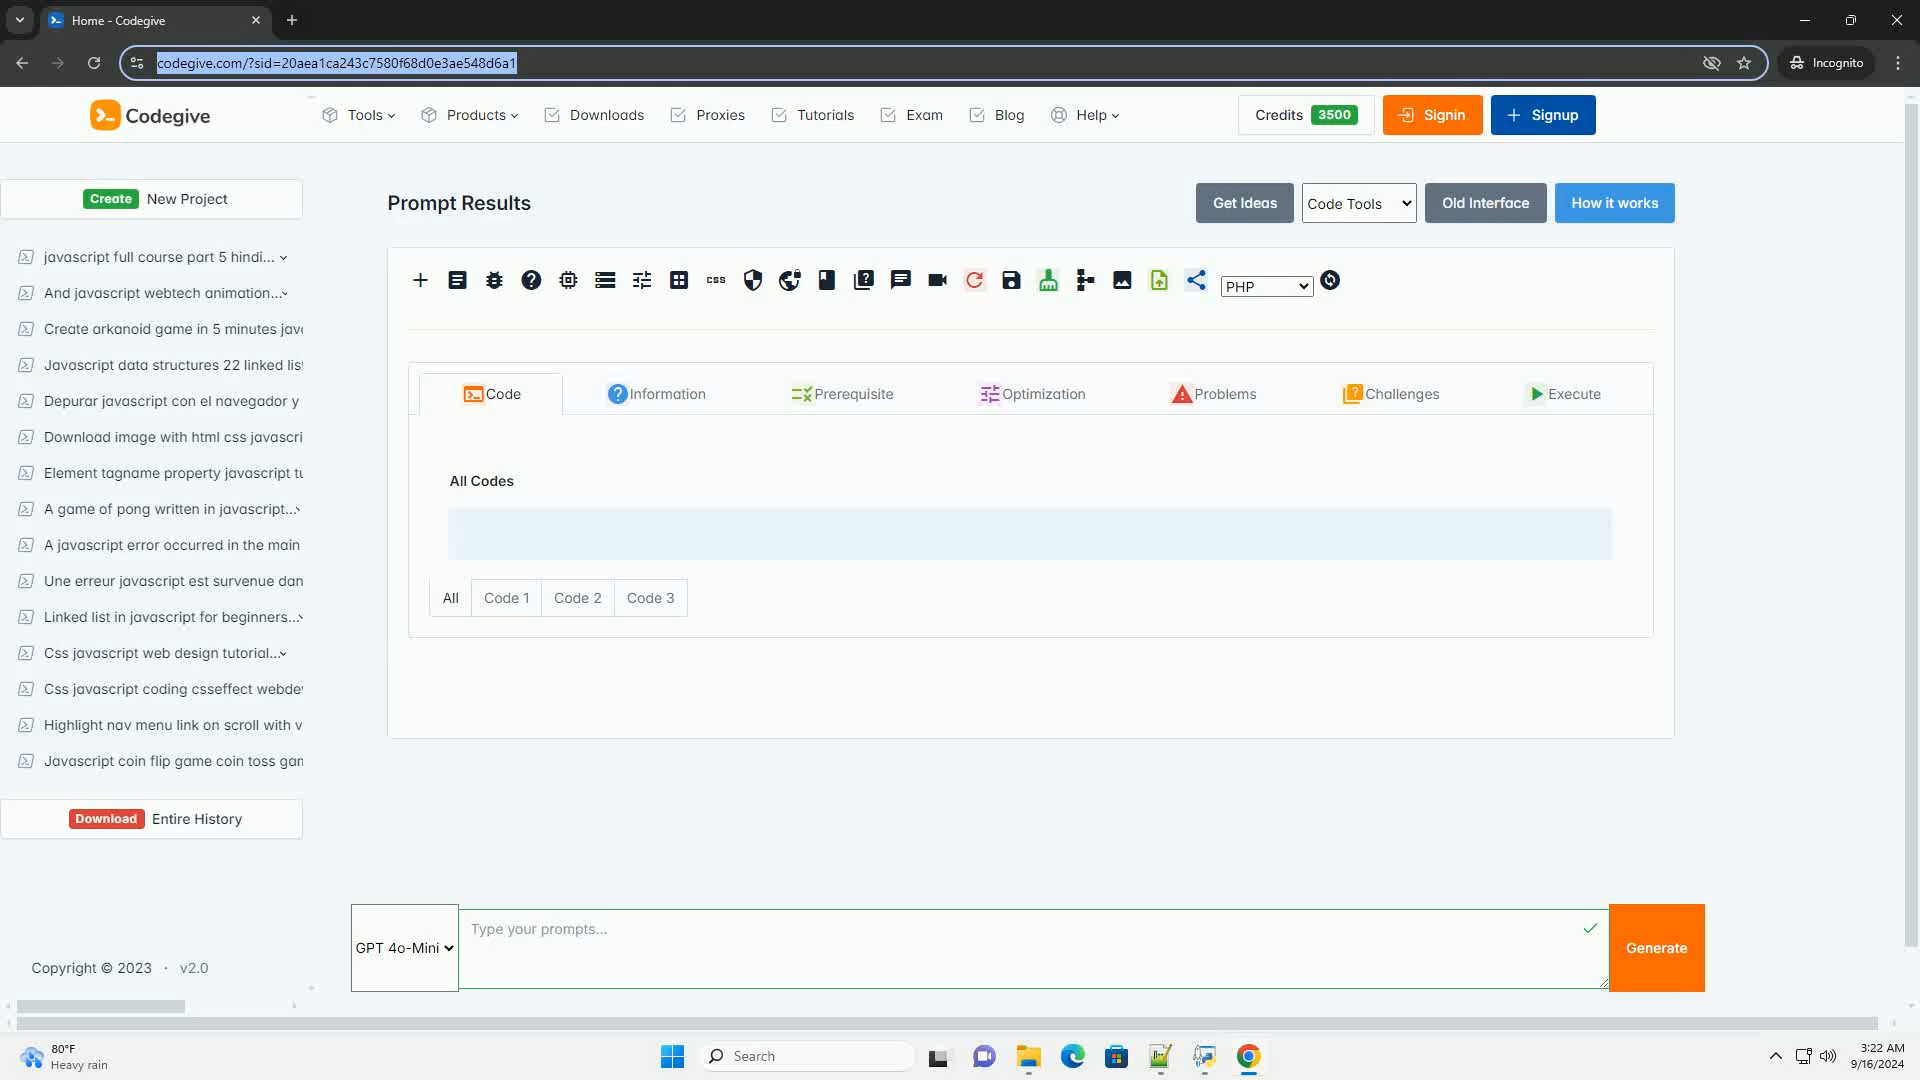 Home - Codegive
codegive.com/?sid=20aea1ca243c7580f68d0e3ae548d6a1
Incognito
Codegive
Tools
Products
Downloads
Proxies
Tutorials
Exam
Blog
Help
Credits 3500
Signin
Signup
Create New Project
javascript full course part 5 hindi...
And javascript webtech animation...
Create arkanoid game in 5 minutes java
Javascript data structures 22 linked list
Depurar javascript con el navegador y
Download image with html css javascri
Element tagname property javascript tu
A game of pong written in javascript...
A javascript error occurred in the main
Une erreur javascript est survenue dan
Linked list in javascript for beginners...
Css javascript web design tutorial...
Css javascript coding csseffect webdev
Highlight nav menu link on scroll with v
Javascript coin flip game coin toss gam
Download Entire History
Copyright © 2023 · v2.0
Prompt Results
Get Ideas
Code Tools
Old Interface
How it works
css
PHP
Code
Information
Prerequisite
Optimization
Problems
Challenges
Execute
All Codes
All
Code 1
Code 2
Code 3
GPT 4o-Mini
Type your prompts...
Generate
80°F
Heavy rain
Search
3:22 AM
9/16/2024